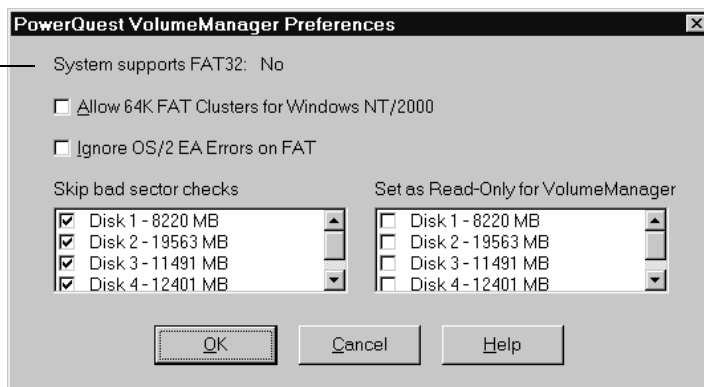 PowerQuest VolumeManager Preferences
System supports FAT32: No
Allow 64K FAT Clusters for Windows NT/2000
Ignore OS/2 EA Errors on FAT
Skip bad sector checks
Disk 1 - 8220 MB
Disk 2 - 19563 MB
Disk 3 - 11491 MB
Disk 4 - 12401 MB
Set as Read-Only for VolumeManager
Disk 1 - 8220 MB
Disk 2 - 19563 MB
Disk 3 - 11491 MB
Disk 4 - 12401 MB
OK
Cancel
Help